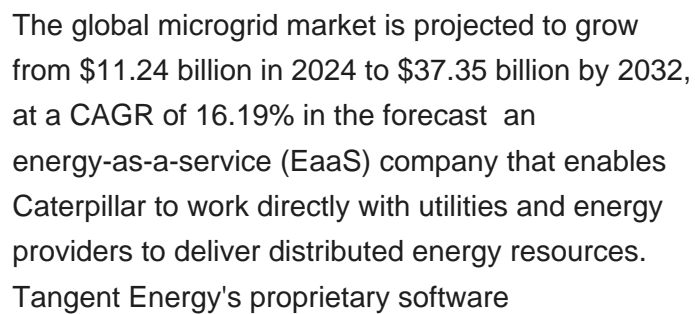 The global microgrid market is projected to grow
from $11.24 billion in 2024 to $37.35 billion by 2032,
at a CAGR of 16.19% in the forecast  an
energy-as-a-service (EaaS) company that enables
Caterpillar to work directly with utilities and energy
providers to deliver distributed energy resources.
Tangent Energy's proprietary software